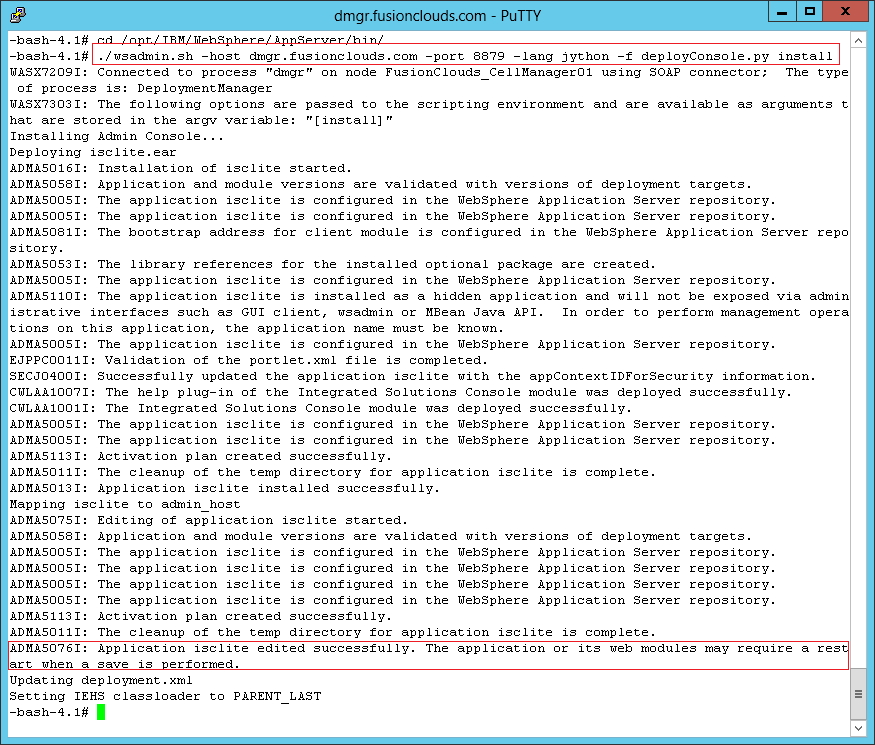 dmgr.fusionclouds.com - PuTTY
-bash-4.1# cd /opt/IBM/WebSphere/AppServer/bin/
-bash-4.1# ./wsadmin.sh -host dmgr.fusionclouds.com -port 8879 -lang jython -f deployConsole.py install
WASX7209I: Connected to process "dmgr" on node FusionClouds_CellManager01 using SOAP connector;  The type
 of process is: DeploymentManager
WASX7303I: The following options are passed to the scripting environment and are available as arguments t
hat are stored in the argv variable: "[install]"
Installing Admin Console...
Deploying isclite.ear
ADMA5016I: Installation of isclite started.
ADMA5058I: Application and module versions are validated with versions of deployment targets.
ADMA5005I: The application isclite is configured in the WebSphere Application Server repository.
ADMA5005I: The application isclite is configured in the WebSphere Application Server repository.
ADMA5081I: The bootstrap address for client module is configured in the WebSphere Application Server repo
sitory.
ADMA5053I: The library references for the installed optional package are created.
ADMA5005I: The application isclite is configured in the WebSphere Application Server repository.
ADMA5110I: The application isclite is installed as a hidden application and will not be exposed via admin
istrative interfaces such as GUI client, wsadmin or MBean Java API.  In order to perform management opera
tions on this application, the application name must be known.
ADMA5005I: The application isclite is configured in the WebSphere Application Server repository.
EJPPC0011I: Validation of the portlet.xml file is completed.
SECJ0400I: Successfully updated the application isclite with the appContextIDForSecurity information.
CWLAA1007I: The help plug-in of the Integrated Solutions Console module was deployed successfully.
CWLAA1001I: The Integrated Solutions Console module was deployed successfully.
ADMA5005I: The application isclite is configured in the WebSphere Application Server repository.
ADMA5005I: The application isclite is configured in the WebSphere Application Server repository.
ADMA5113I: Activation plan created successfully.
ADMA5011I: The cleanup of the temp directory for application isclite is complete.
ADMA5013I: Application isclite installed successfully.
Mapping isclite to admin_host
ADMA5075I: Editing of application isclite started.
ADMA5058I: Application and module versions are validated with versions of deployment targets.
ADMA5005I: The application isclite is configured in the WebSphere Application Server repository.
ADMA5005I: The application isclite is configured in the WebSphere Application Server repository.
ADMA5005I: The application isclite is configured in the WebSphere Application Server repository.
ADMA5005I: The application isclite is configured in the WebSphere Application Server repository.
ADMA5113I: Activation plan created successfully.
ADMA5011I: The cleanup of the temp directory for application isclite is complete.
ADMA5076I: Application isclite edited successfully. The application or its web modules may require a rest
art when a save is performed.
Updating deployment.xml
Setting IEHS classloader to PARENT_LAST
-bash-4.1#